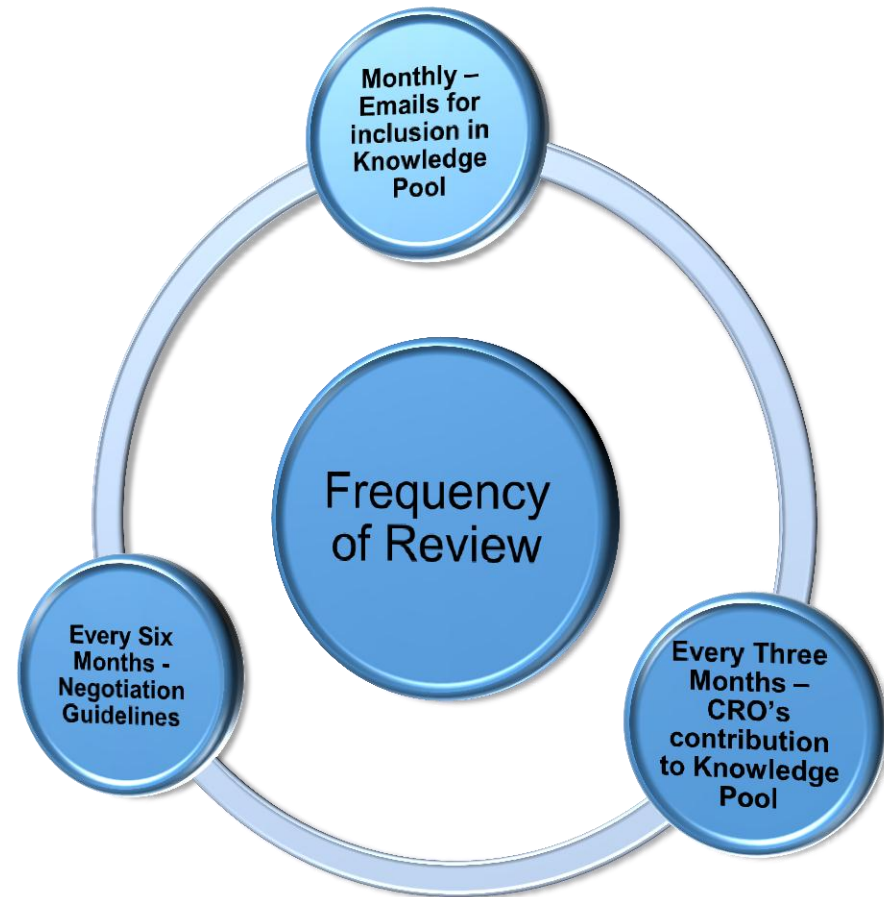 Monthly –
Emails for
inclusion in
Knowledge
Pool
Frequency
of Review
Every Six
Months -
Negotiation
Guidelines
Every Three
Months –
CRO’s
contribution
to Knowledge
Pool